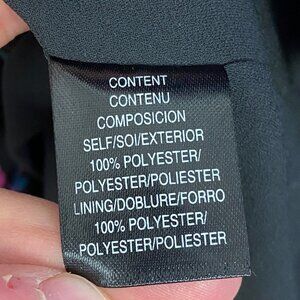 CONTENT
CONTENU
COMPOSICION
SELF/SOI/EXTERIOR
100% POLYESTER/
POLYESTER/POLIESTER
LINING/DOBLURE/FORRO
100% POLYESTER/
POLYESTER/POLIESTER